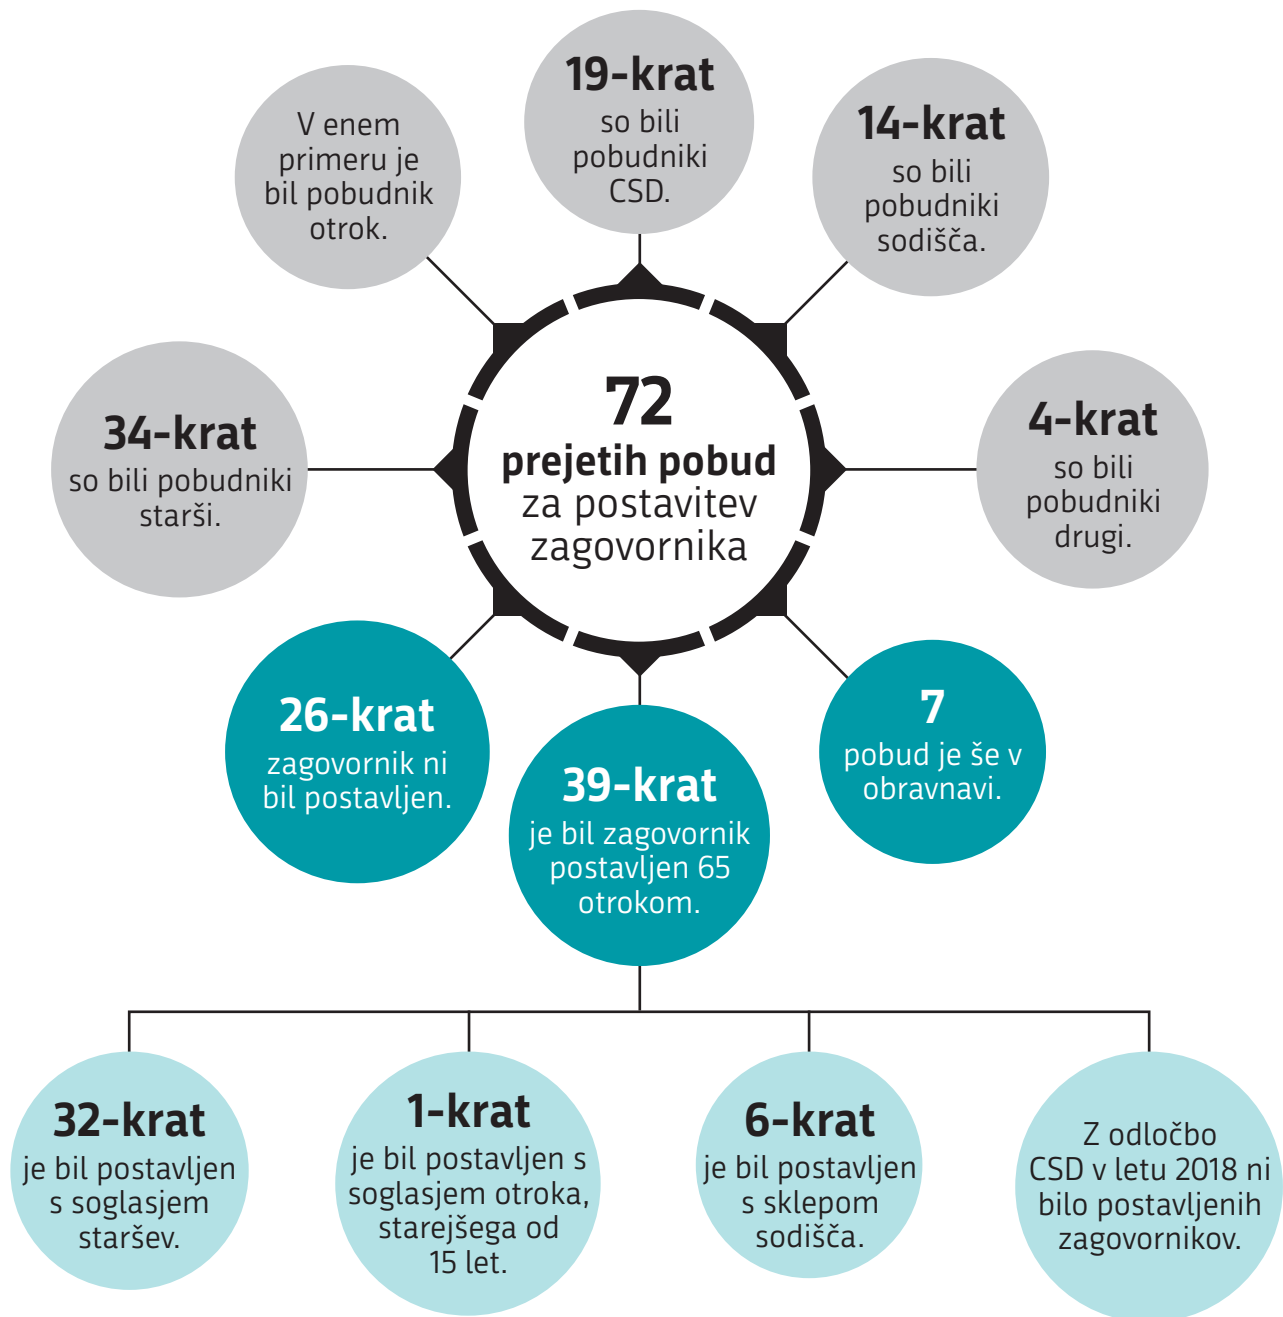 19-krat
so bili
pobudniki
CSD.
V enem
primeru je
bil pobudnik
otrok.
14-krat
so bili
pobudniki
sodišča.
34-krat
so bili pobudniki
starši.
72
prejetih pobud
za postavitev
zagovornika
4-krat
so bili
pobudniki
drugi.
26-krat
zagovornik ni
bil postavljen.
39-krat
je bil zagovornik
postavljen 65
otrokom.
7
pobud je še v
obravnavi.
32-krat
je bil postavljen
s soglasjem
staršev.
1-krat
je bil postavljen s
soglasjem otroka,
starejšega od
15 let.
6-krat
je bil postavljen
s sklepom
sodišča.
Z odločbo
CSD v letu 2018 ni
bilo postavljenih
zagovornikov.